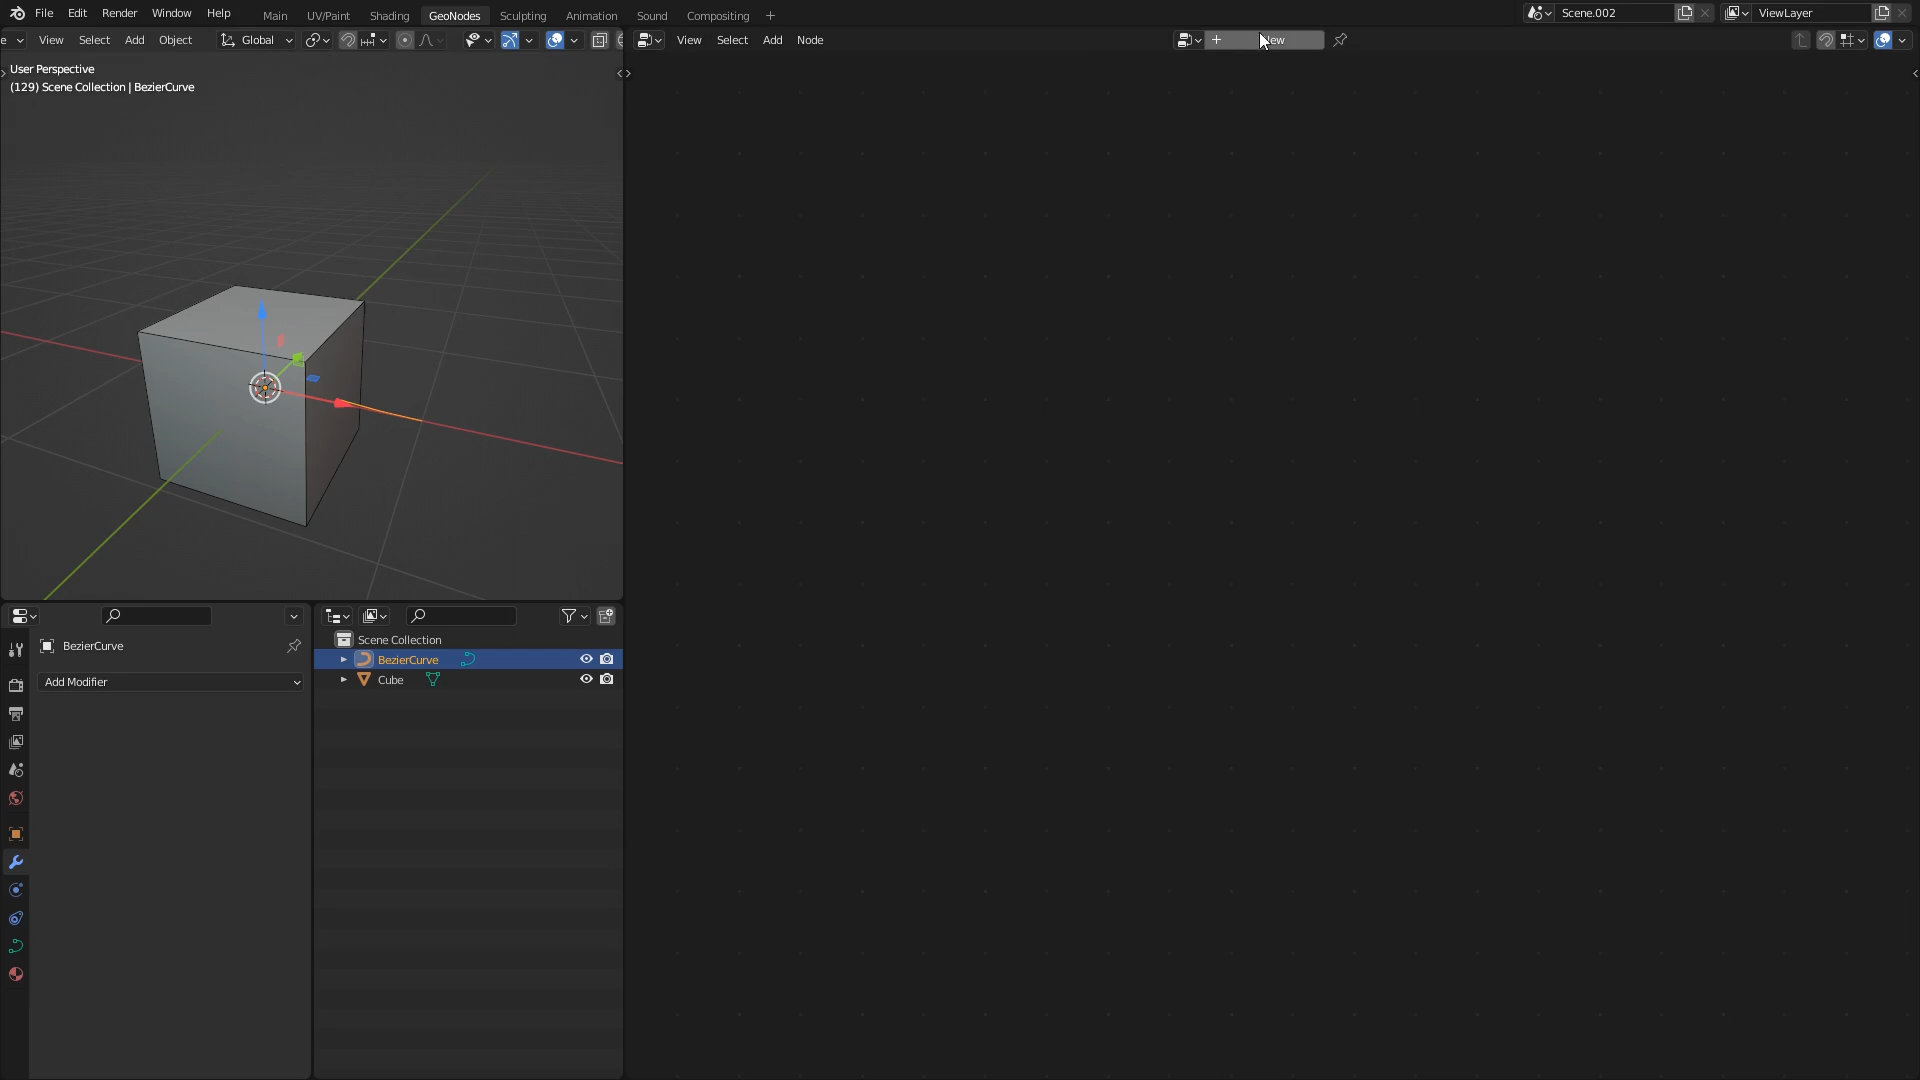 File Edit Render Window Help Main UV/Paint Shading GeoNodes Sculpting Animation Sound Compositing Scene.002 ViewLayer
View Select Add Object Global View Select Add Node
User Perspective
(129) Scene Collection | BezierCurve
BezierCurve
Add Modifier
Scene Collection
BezierCurve
Cube